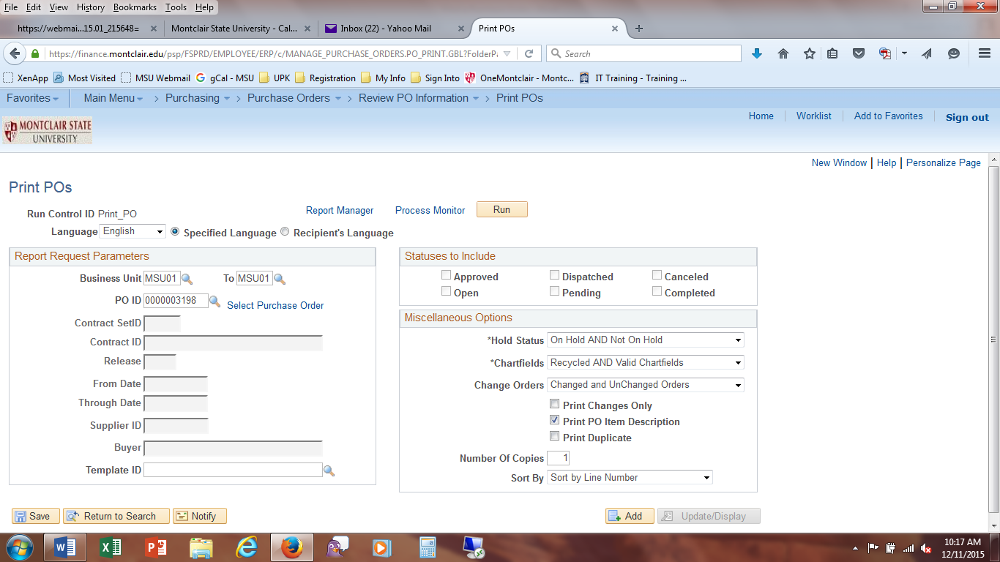 File Edit View History Bookmarks Tools Help
https://webmai...15.01_215648= Montclair State University - Cal... Inbox (22) - Yahoo Mail Print POs
https://finance.montclair.edu/psp/FSPRD/EMPLOYEE/ERP/c/MANAGE_PURCHASE_ORDERS.PO_PRINT.GBL?FolderPa Search
XenApp Most Visited MSU Webmail gCal - MSU UPK Registration My Info Sign Into OneMontclair - Montc... IT Training - Training ...
Favorites Main Menu > Purchasing > Purchase Orders > Review PO Information > Print POs
Home Worklist Add to Favorites Sign out
MONTCLAIR STATE
UNIVERSITY
New Window | Help | Personalize Page
Print POs
Run Control ID Print_PO Report Manager Process Monitor Run
Language English Specified Language Recipient's Language
Report Request Parameters
Business Unit MSU01 To MSU01
PO ID 0000003198 Select Purchase Order
Contract SetID
Contract ID
Release
From Date
Through Date
Supplier ID
Buyer
Template ID
Statuses to Include
Approved Dispatched Canceled
Open Pending Completed
Miscellaneous Options
*Hold Status On Hold AND Not On Hold
*Chartfields Recycled AND Valid Chartfields
Change Orders Changed and UnChanged Orders
Print Changes Only
Print PO Item Description
Print Duplicate
Number Of Copies 1
Sort By Sort by Line Number
Save Return to Search Notify Add Update/Display
10:17 AM
12/11/2015